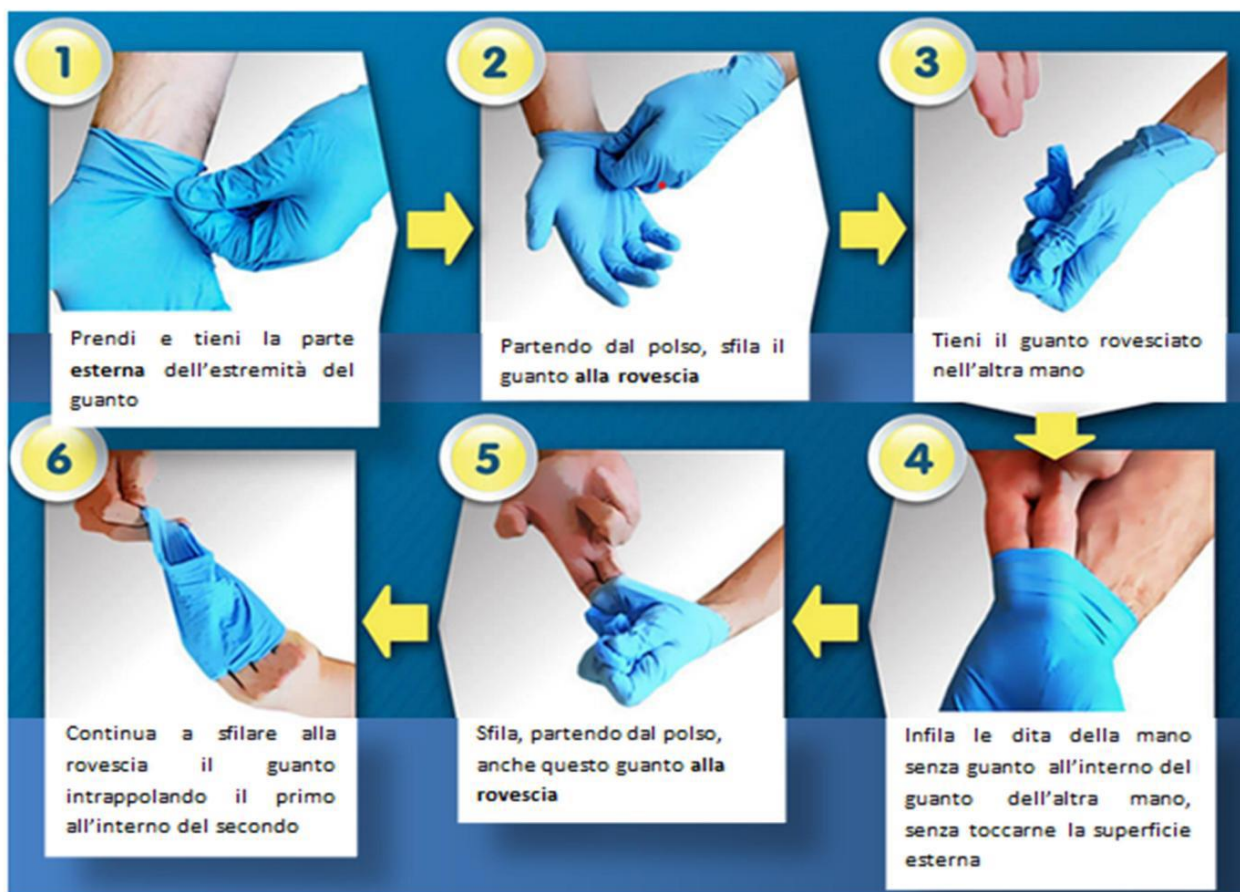 1
Prendi e tieni la parte
esterna dell'estremità del
guanto
2
Partendo dal polso, sfila il
guanto alla rovescia
3
Tieni il guanto rovesciato
nell'altra mano
4
Infila le dita della mano
senza guanto all'interno del
guanto dell'altra mano,
senza toccarne la superficie
esterna
5
Sfila, partendo dal polso,
anche questo guanto alla
rovescia
6
Continua a sfilare alla
rovescia il guanto
intrappolando il primo
all'interno del secondo